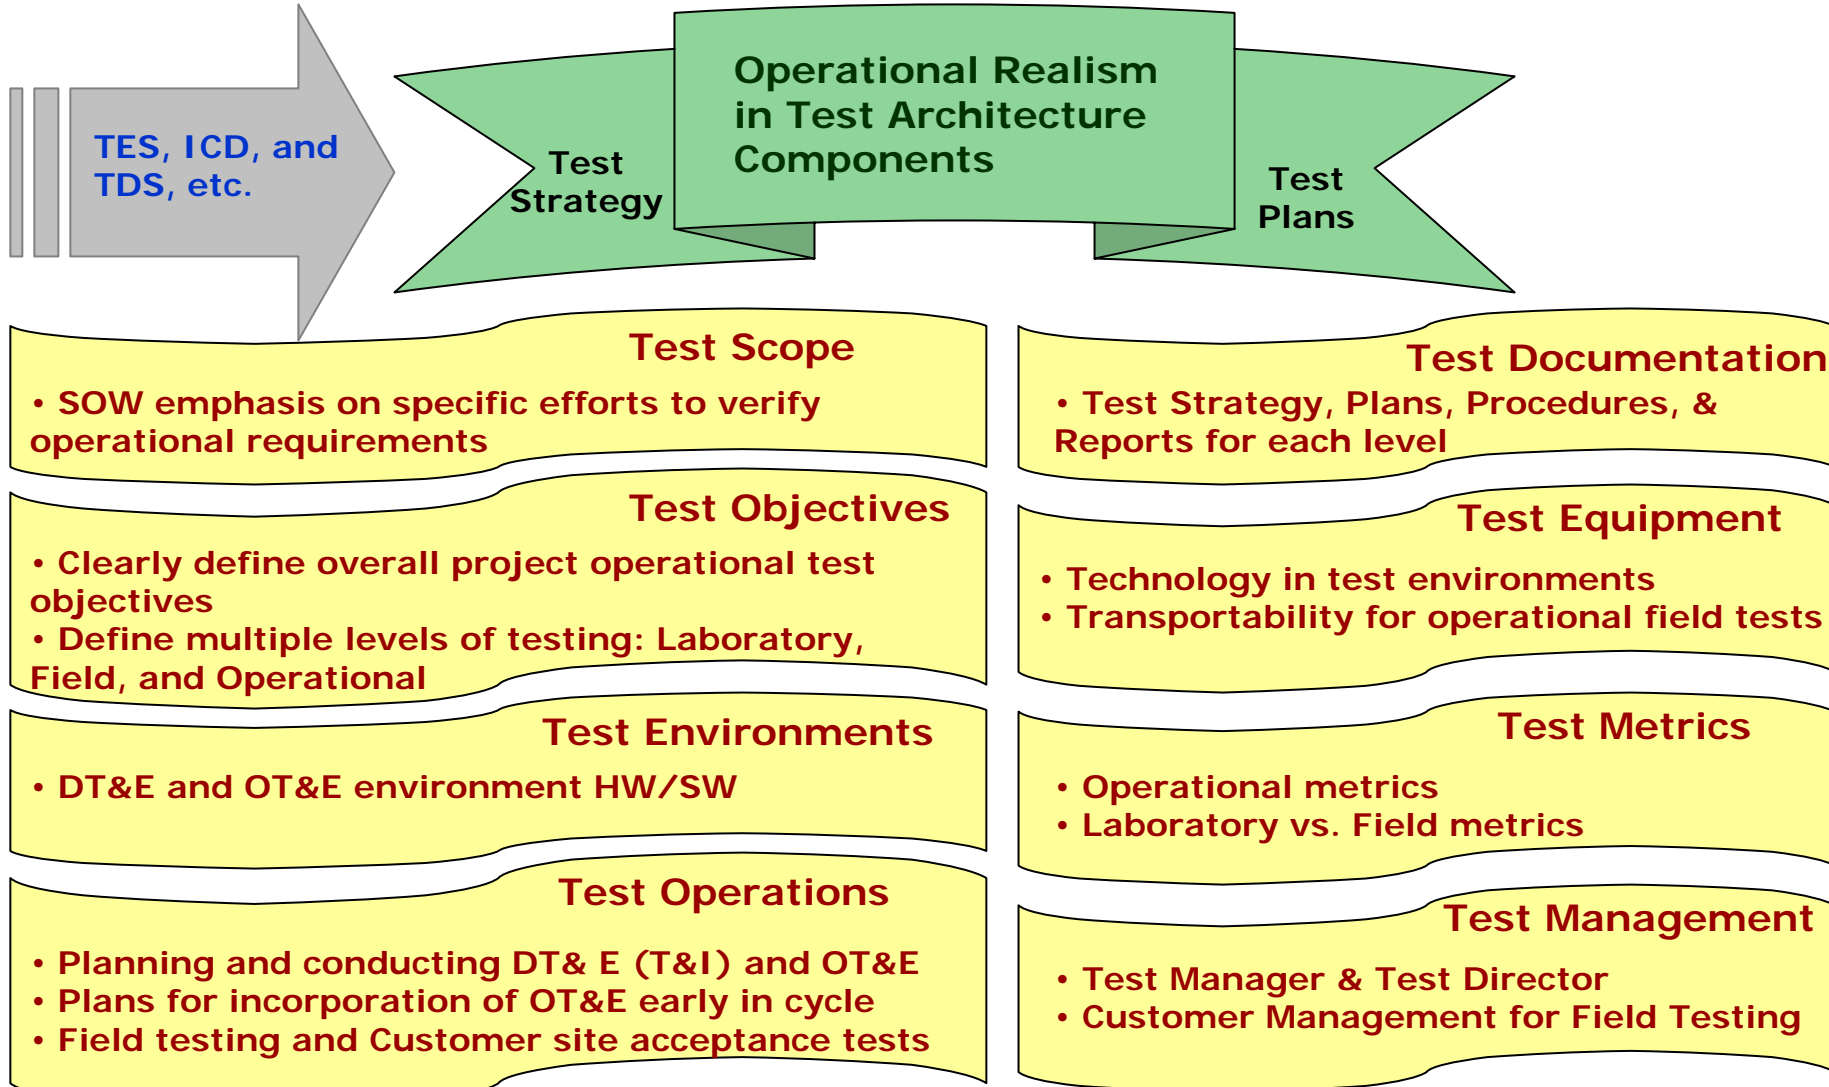 TES, ICD, and
TDS, etc.
Test
Strategy
Operational Realism
in Test Architecture
Components
Test
Plans
Test Scope
• SOW emphasis on specific efforts to verify
operational requirements
Test Objectives
• Clearly define overall project operational test
objectives
• Define multiple levels of testing: Laboratory,
Field, and Operational
Test Environments
• DT&E and OT&E environment HW/SW
Test Operations
• Planning and conducting DT& E (T&I) and OT&E
• Plans for incorporation of OT&E early in cycle
• Field testing and Customer site acceptance tests
Test Documentation
• Test Strategy, Plans, Procedures, &
Reports for each level
Test Equipment
• Technology in test environments
• Transportability for operational field tests
Test Metrics
• Operational metrics
• Laboratory vs. Field metrics
Test Management
• Test Manager & Test Director
• Customer Management for Field Testing